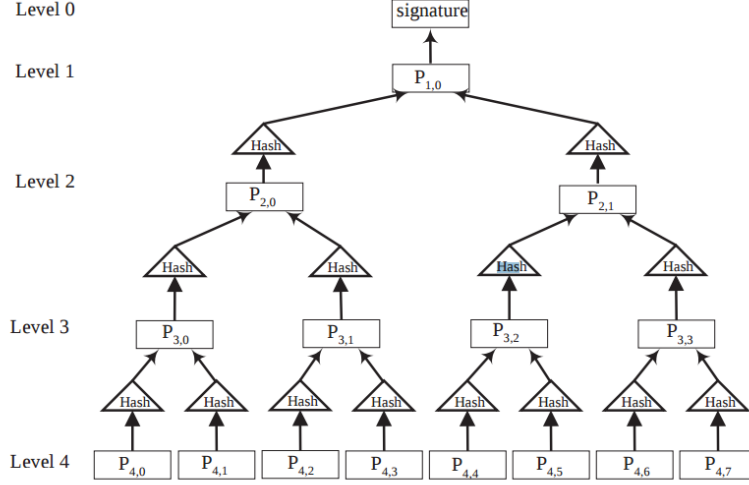 Level 0 signature
Level 1 P1,0
Hash Hash
Level 2 P2,0 P2,1
Hash Hash Hash Hash
Level 3 P3,0 P3,1 P3,2 P3,3
Hash Hash Hash Hash Hash Hash Hash Hash
Level 4 P4,0 P4,1 P4,2 P4,3 P4,4 P4,5 P4,6 P4,7